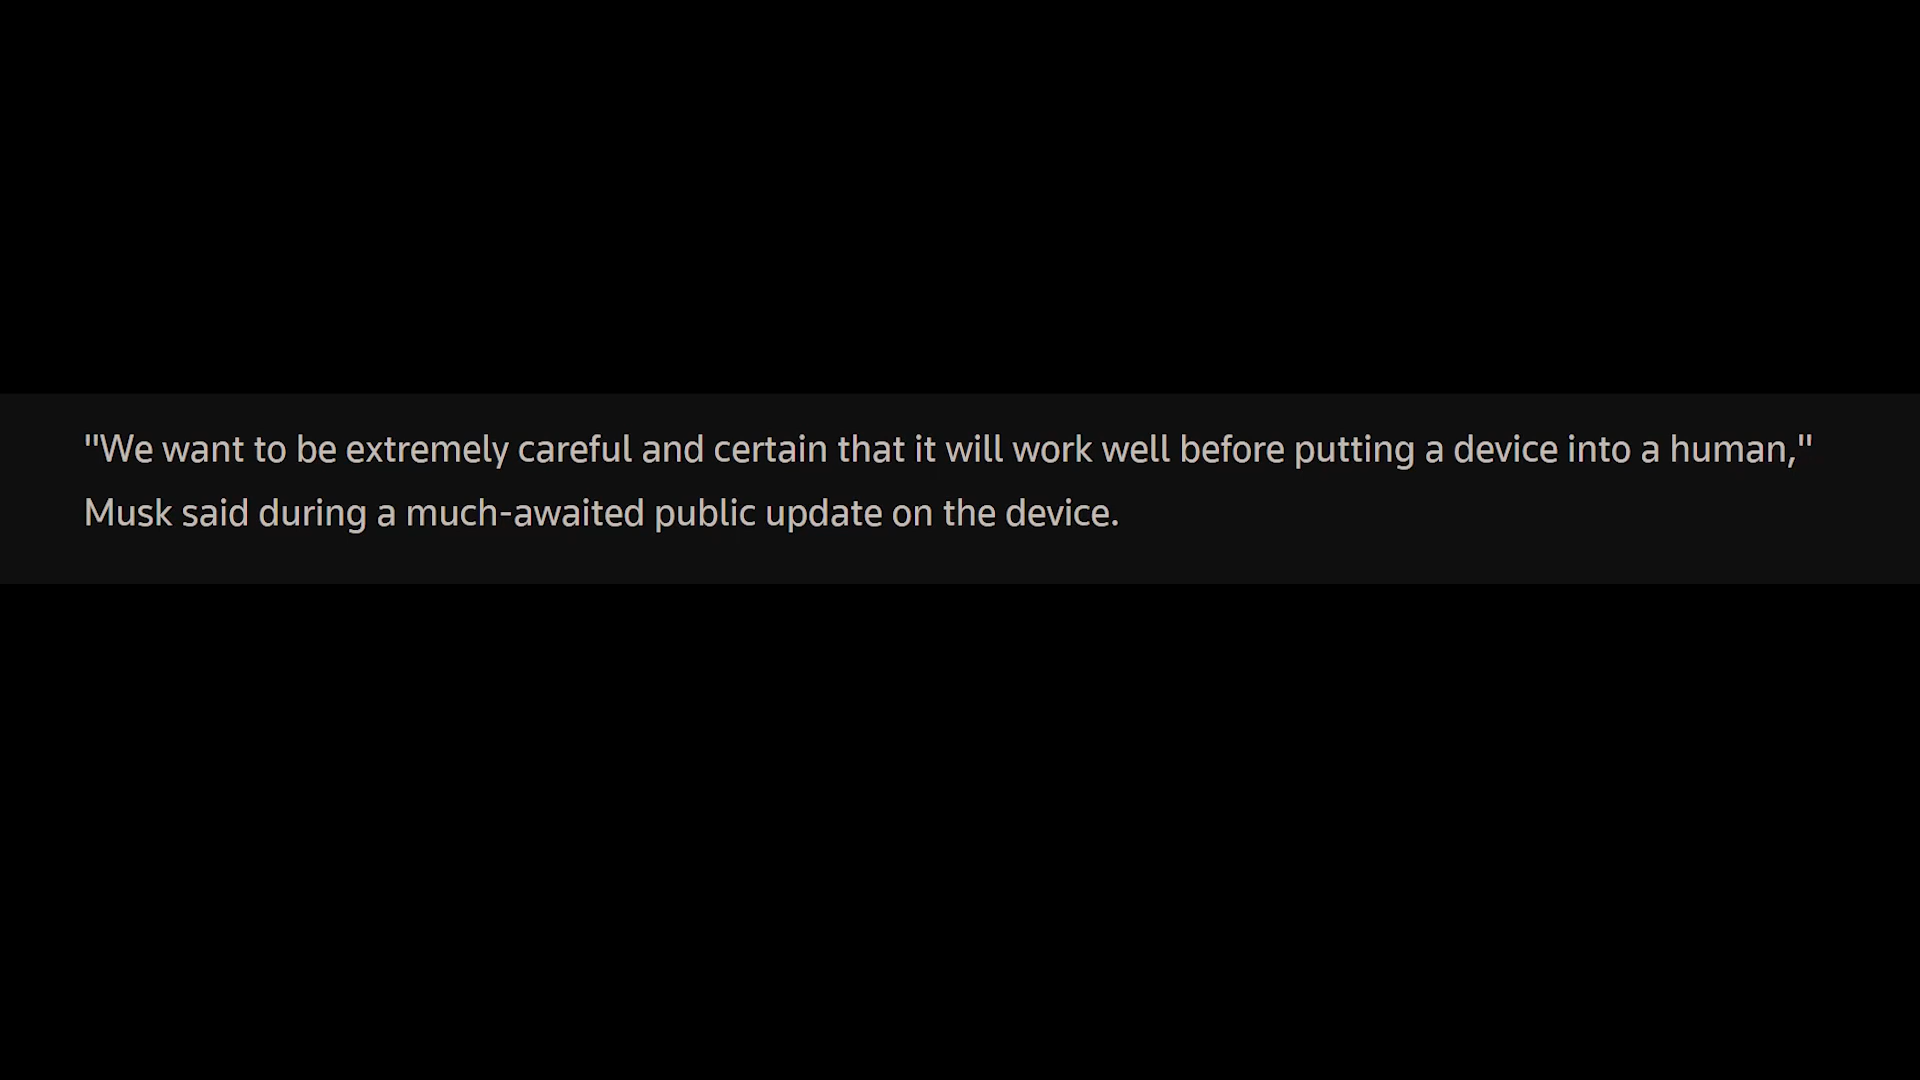 "We want to be extremely careful and certain that it will work well before putting a device into a human,"
Musk said during a much-awaited public update on the device.